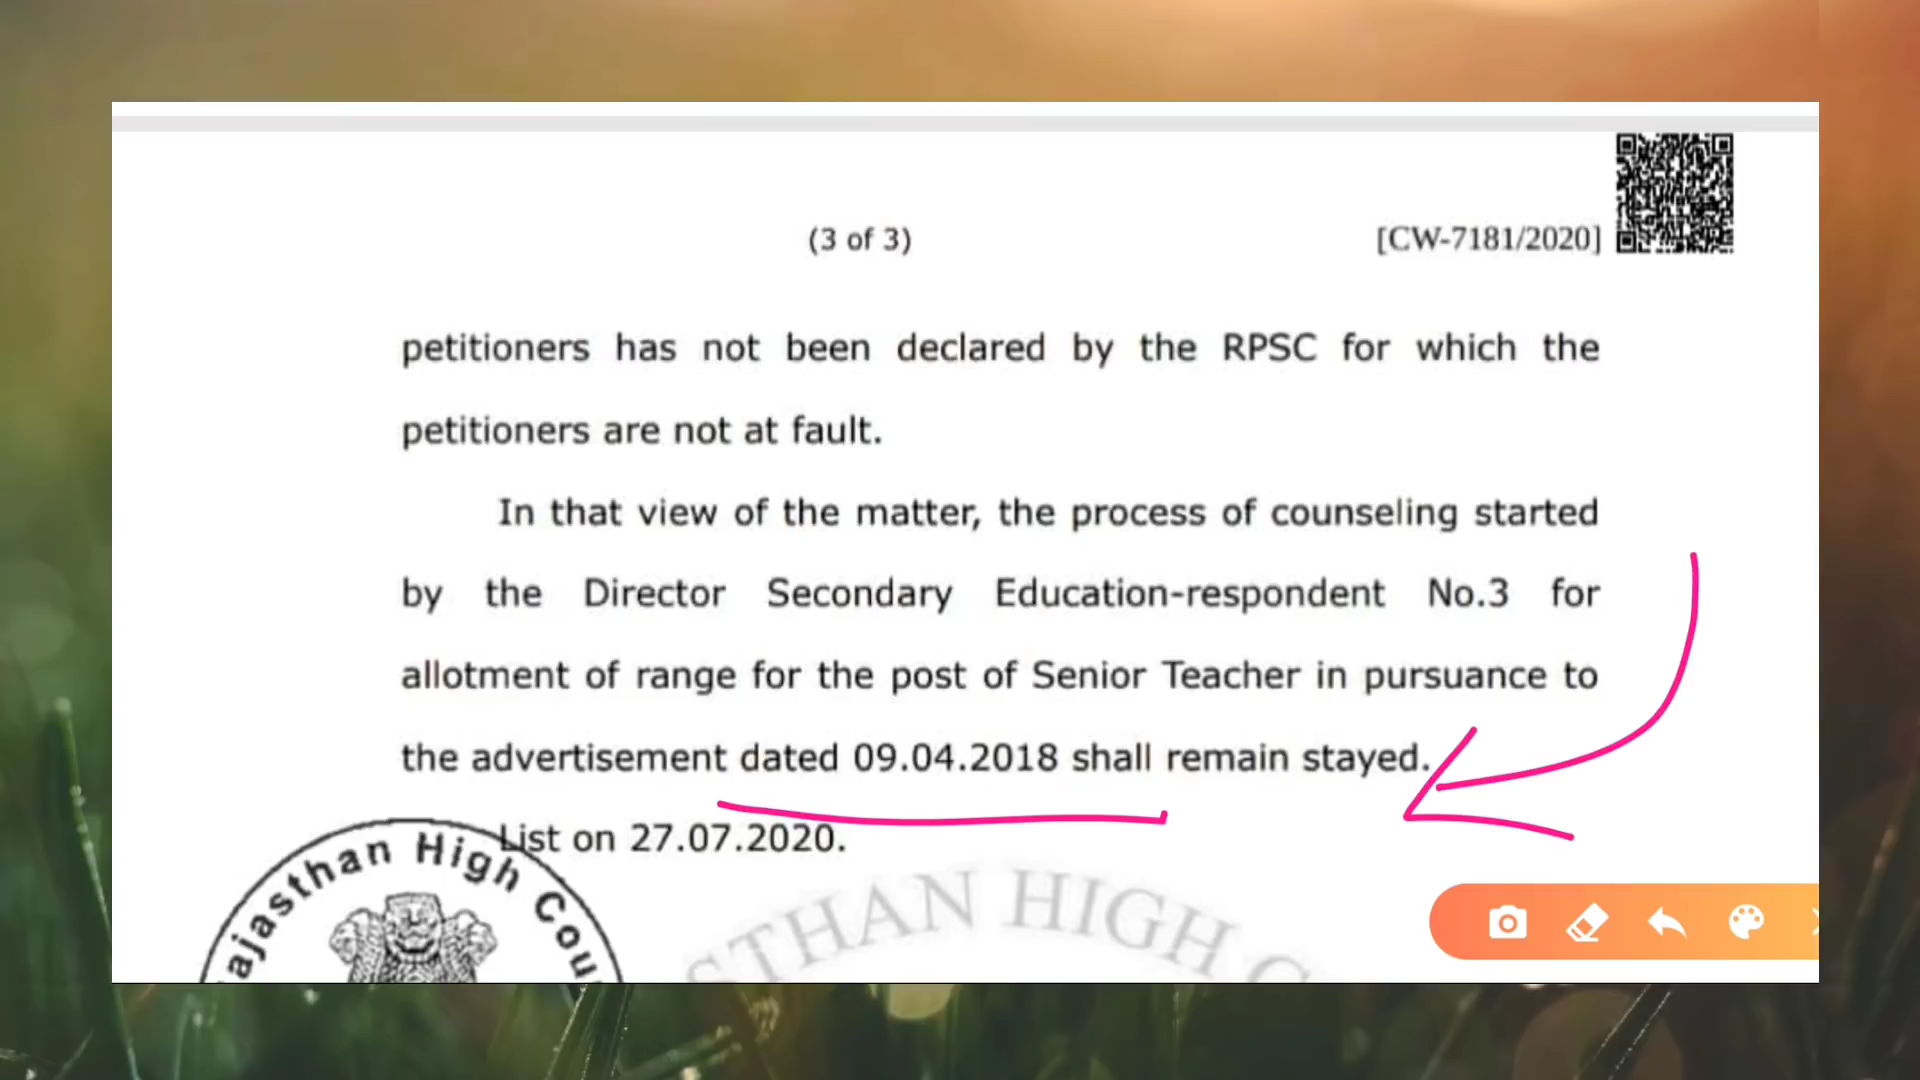 (3 of 3)
[CW-7181/2020]
petitioners has not been declared by the RPSC for which the
petitioners are not at fault.
In that view of the matter, the process of counseling started
by the Director Secondary Education-respondent No.3 for
allotment of range for the post of Senior Teacher in pursuance to
the advertisement dated 09.04.2018 shall remain stayed.
List on 27.07.2020.
ajasthan High Cou
STHAN HIGH C